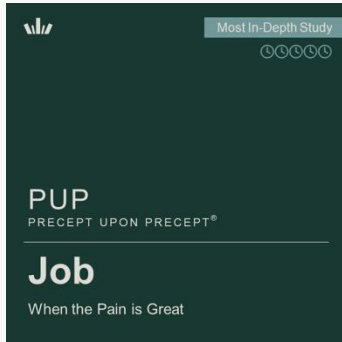 Most In-Depth Study
PUP
PRECEPT UPON PRECEPT®
Job
When the Pain is Great